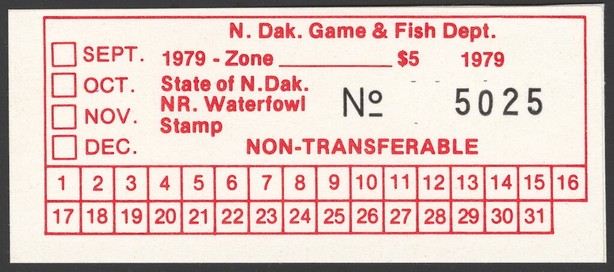 N. Dak. Game & Fish Dept.
SEPT. 1979 - Zone __________ $5 1979
OCT. State of N.Dak.
NR. Waterfowl № 5025
NOV. Stamp
DEC. NON-TRANSFERABLE
1 2 3 4 5 6 7 8 9 10 11 12 13 14 15 16
17 18 19 20 21 22 23 24 25 26 27 28 29 30 31